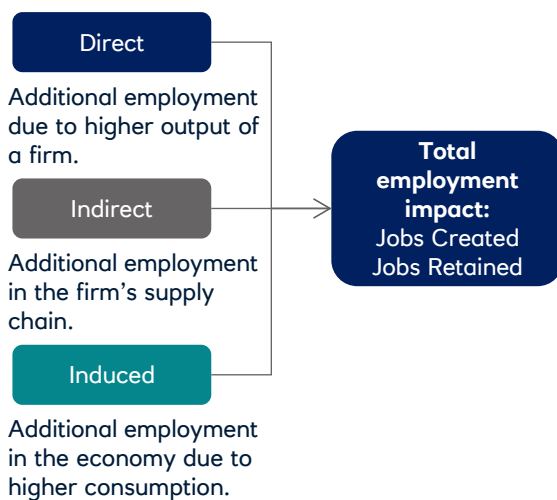 Direct
Additional employment
due to higher output of
a firm.
Indirect
Additional employment
in the firm's supply
chain.
Induced
Additional employment
in the economy due to
higher consumption.
Total
employment
impact:
Jobs Created
Jobs Retained